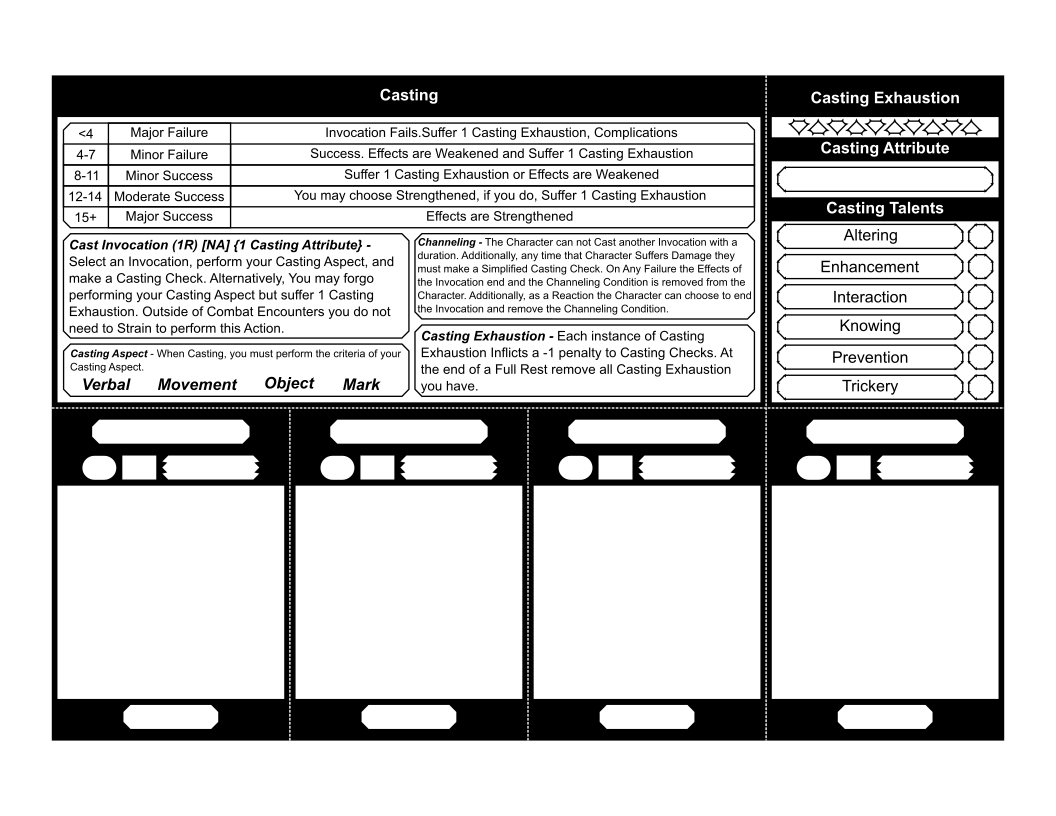 Casting
<4 Major Failure Invocation Fails.Suffer 1 Casting Exhaustion, Complications
4-7 Minor Failure Success. Effects are Weakened and Suffer 1 Casting Exhaustion
8-11 Minor Success Suffer 1 Casting Exhaustion or Effects are Weakened
12-14 Moderate Success You may choose Strengthened, if you do, Suffer 1 Casting Exhaustion
15+ Major Success Effects are Strengthened
Cast Invocation (1R) [NA] {1 Casting Attribute} -
Select an Invocation, perform your Casting Aspect, and
make a Casting Check. Alternatively, You may forgo
performing your Casting Aspect but suffer 1 Casting
Exhaustion. Outside of Combat Encounters you do not
need to Strain to perform this Action.
Casting Aspect - When Casting, you must perform the criteria of your
Casting Aspect.
Verbal Movement Object Mark
Channeling - The Character can not Cast another Invocation with a
duration. Additionally, any time that Character Suffers Damage they
must make a Simplified Casting Check. On Any Failure the Effects of
the Invocation end and the Channeling Condition is removed from the
Character. Additionally, as a Reaction the Character can choose to end
the Invocation and remove the Channeling Condition.
Casting Exhaustion - Each instance of Casting
Exhaustion Inflicts a -1 penalty to Casting Checks. At
the end of a Full Rest remove all Casting Exhaustion
you have.
Casting Exhaustion
Casting Attribute
Casting Talents
Altering
Enhancement
Interaction
Knowing
Prevention
Trickery